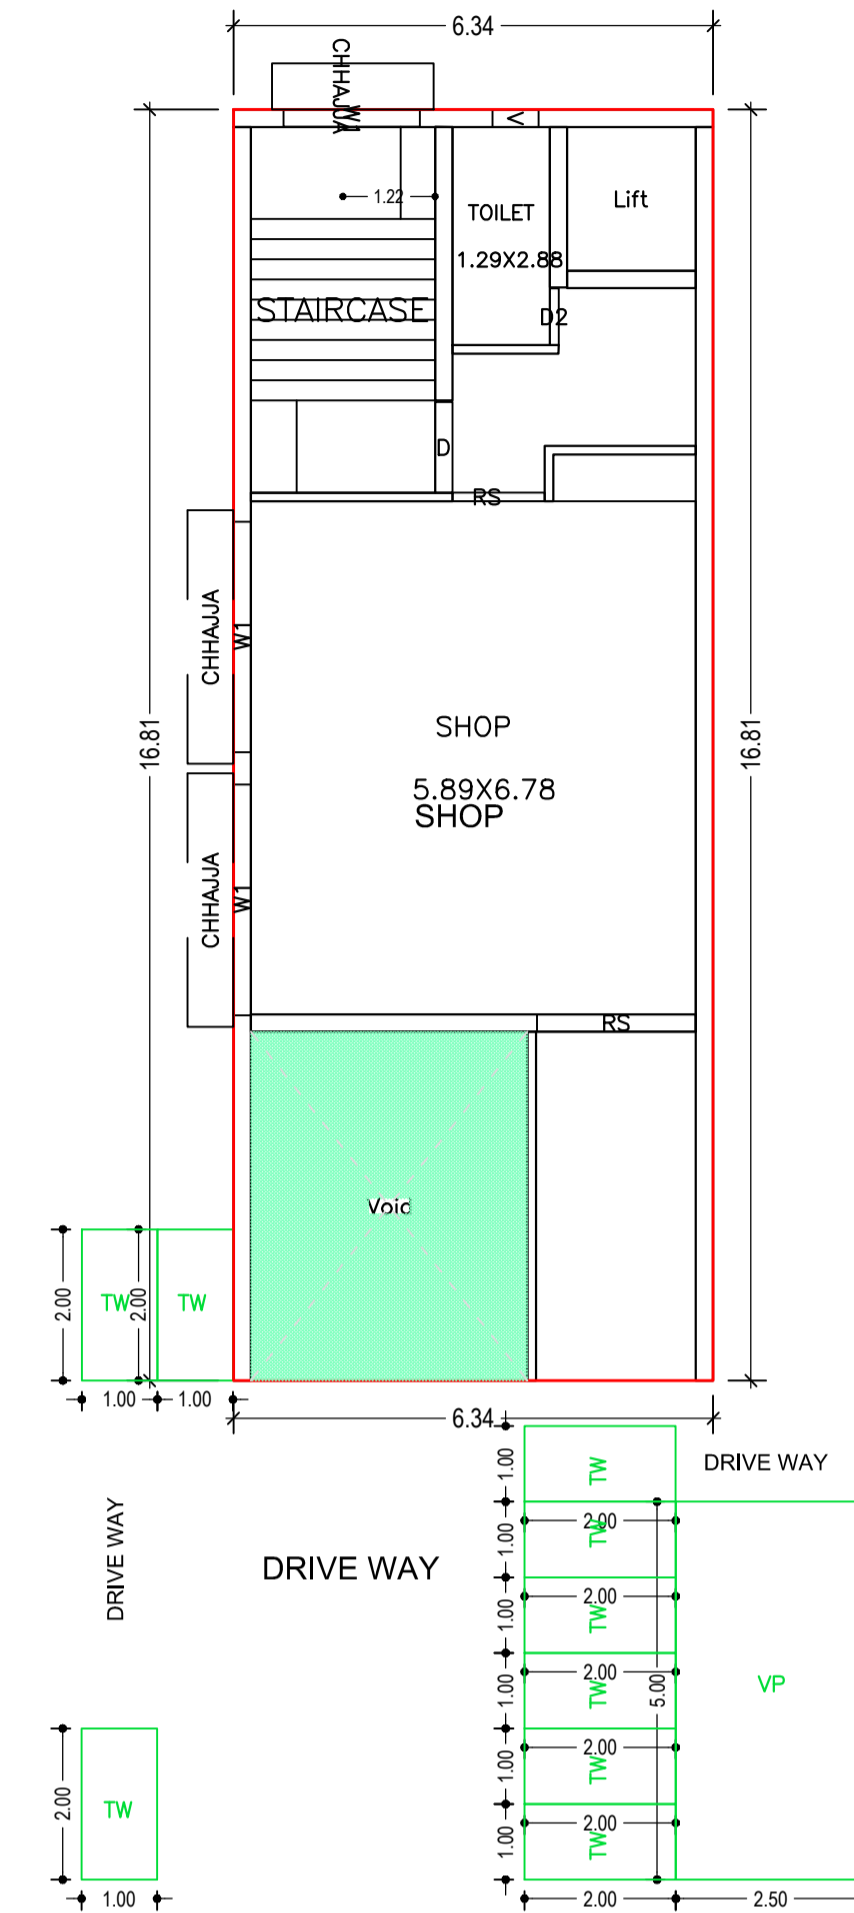 6.34
CHHAJJA
W1
V
1.22
TOILET
1.29X2.88
Lift
STAIRCASE
D2
D
RS
CHHAJJA
W1
16.81
16.81
SHOP
5.89X6.78
SHOP
CHHAJJA
W1
RS
Void
2.00
TW
2.00
TW
1.00
1.00
6.34
1.00
TW
DRIVE WAY
1.00
2.00
TW
DRIVE WAY
DRIVE WAY
1.00
2.00
TW
1.00
2.00
TW
5.00
VP
1.00
2.00
TW
2.00
TW
1.00
2.00
TW
1.00
2.00
2.50